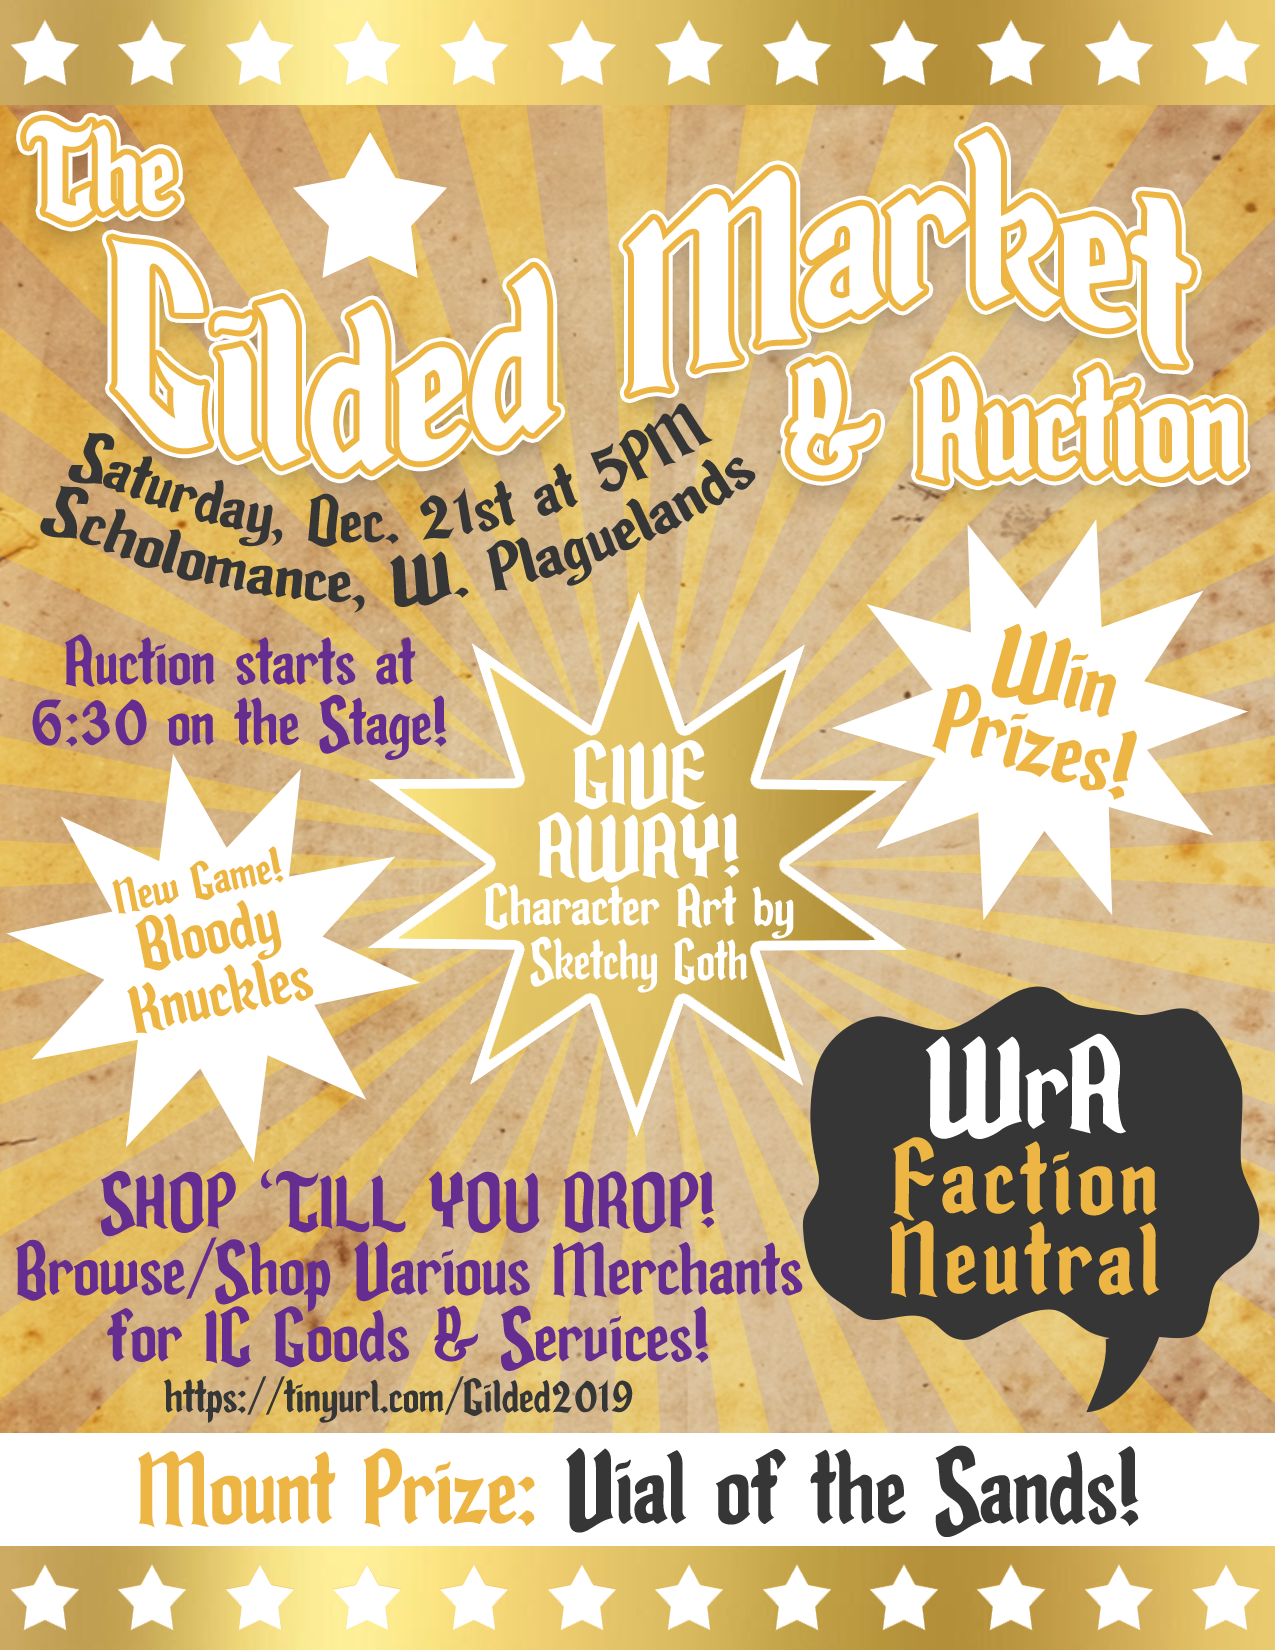 The
Gilded Market
& Auction
Saturday, Dec. 21st at 5PM
Scholomance, W. Plaguelands
Auction starts at
6:30 on the Stage!
Win
Prizes!
GIVE
AWAY!
Character Art by
Sketchy Goth
New Game!
Bloody
Knuckles
WrA
Faction
Neutral
SHOP ‘TILL YOU DROP!
Browse/Shop Various Merchants
for IC Goods & Services!
https://tinyurl.com/Gilded2019
Mount Prize: Vial of the Sands!